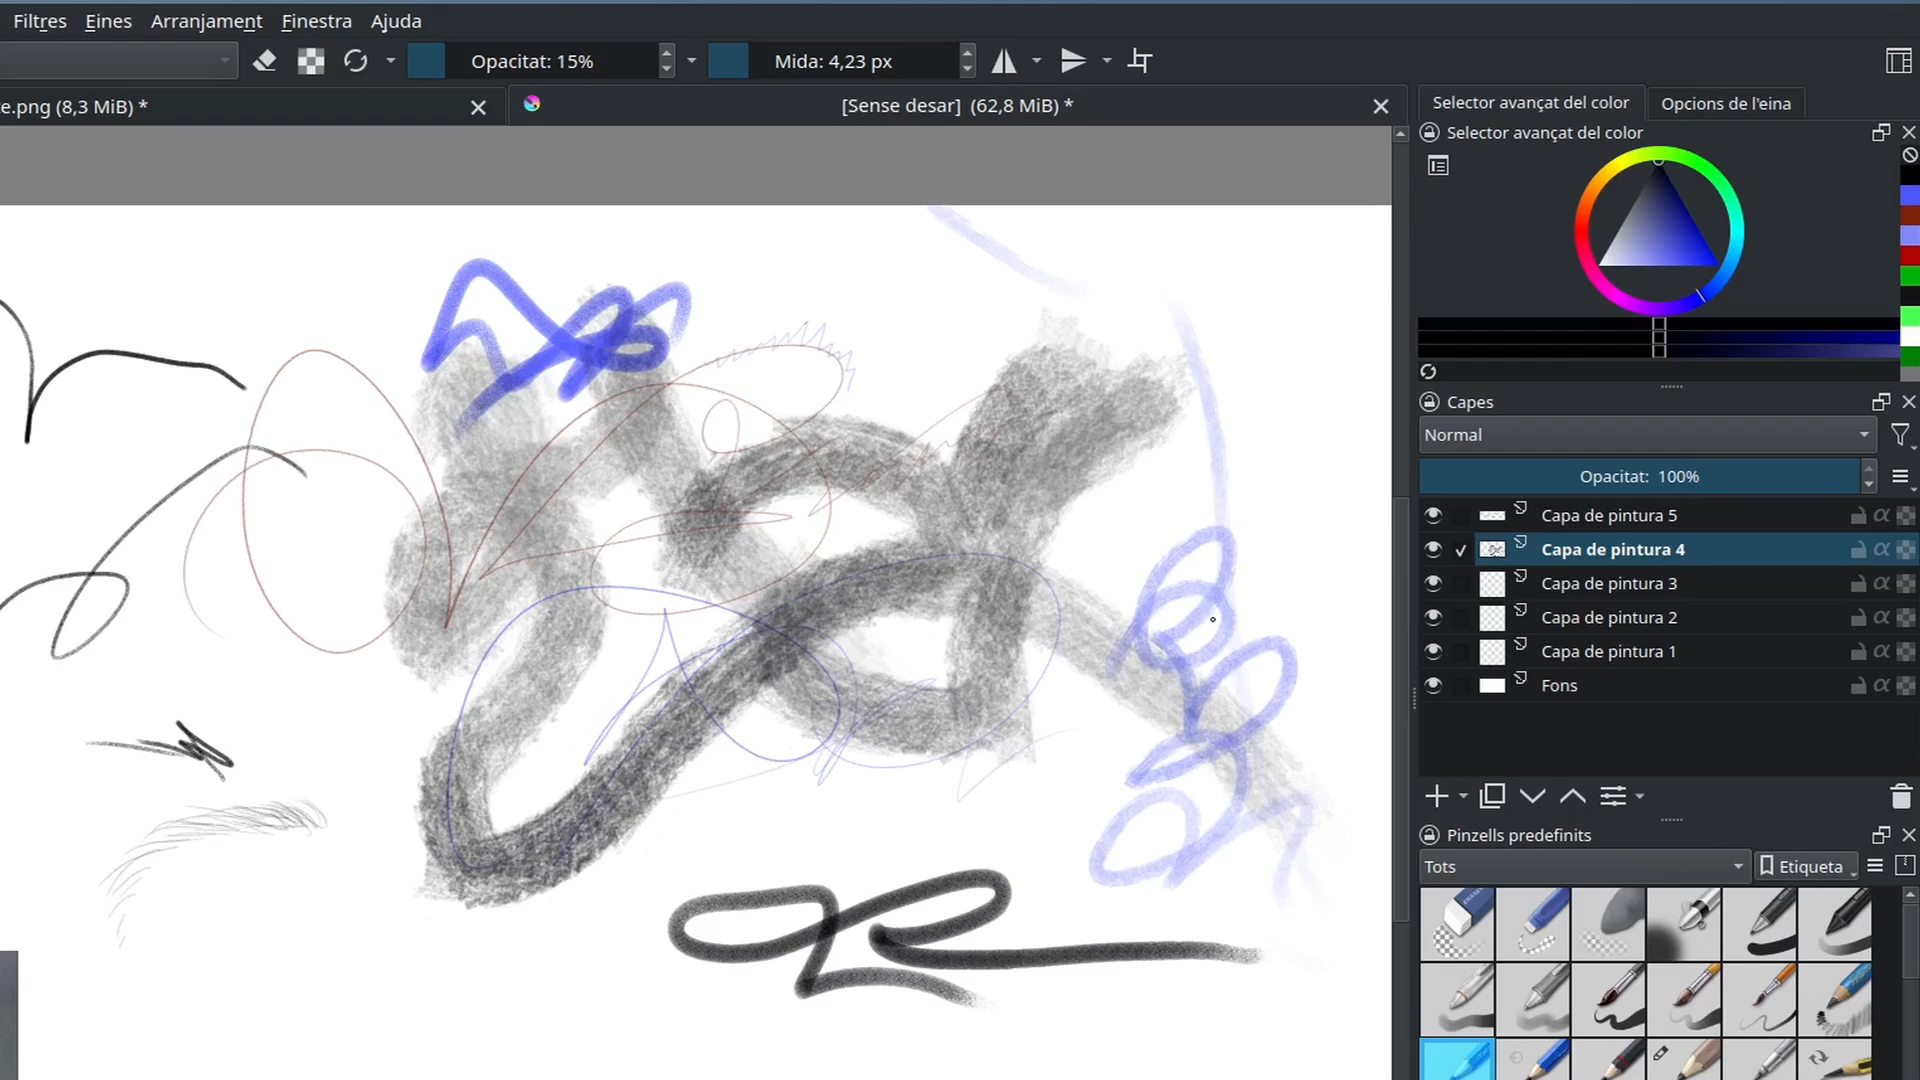 Filtres Eines Arranjament Finestra Ajuda
Opacitat: 15% Mida: 4,23 px
e.png (8,3 MiB) * [Sense desar] (62,8 MiB) *
Selector avançat del color Opcions de l'eina
Selector avançat del color
Capes
Normal
Opacitat: 100%
Capa de pintura 5
Capa de pintura 4
Capa de pintura 3
Capa de pintura 2
Capa de pintura 1
Fons
Pinzells predefinits
Tots Etiqueta